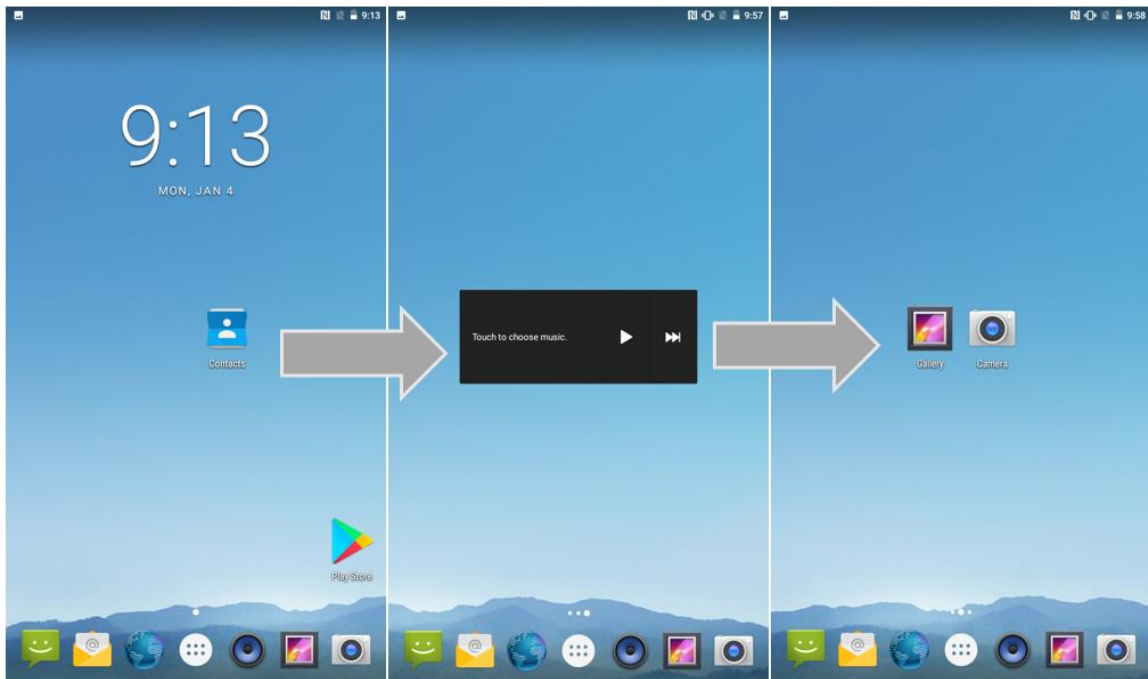 9:13
9:13
MON, JAN 4
Contacts
Play Store
9:57
Touch to choose music.
9:58
Gallery
Camera